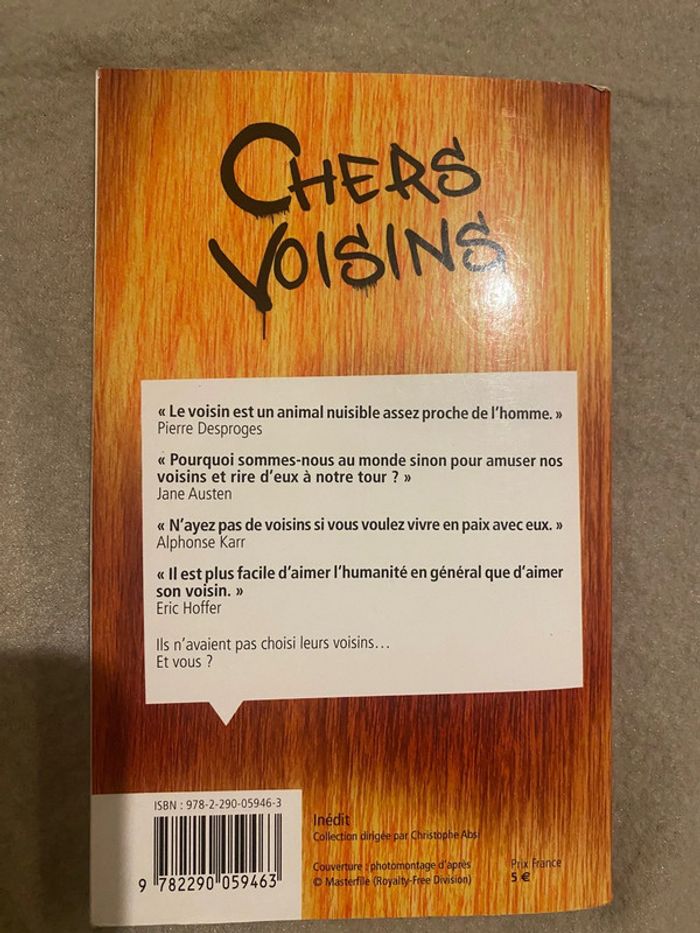 CHERS
VOISINS
« Le voisin est un animal nuisible assez proche de l’homme. »
Pierre Desproges
« Pourquoi sommes-nous au monde sinon pour amuser nos
voisins et rire d’eux à notre tour ? »
Jane Austen
« N’ayez pas de voisins si vous voulez vivre en paix avec eux. »
Alphonse Karr
« Il est plus facile d’aimer l’humanité en général que d’aimer
son voisin. »
Eric Hoffer
Ils n’avaient pas choisi leurs voisins…
Et vous ?
ISBN : 978-2-290-05946-3
9 782290 059463
Inédit
Collection dirigée par Christophe Absi
Couverture : photomontage d’après
© Masterfile (Royalty-Free Division)
Prix France
5 €